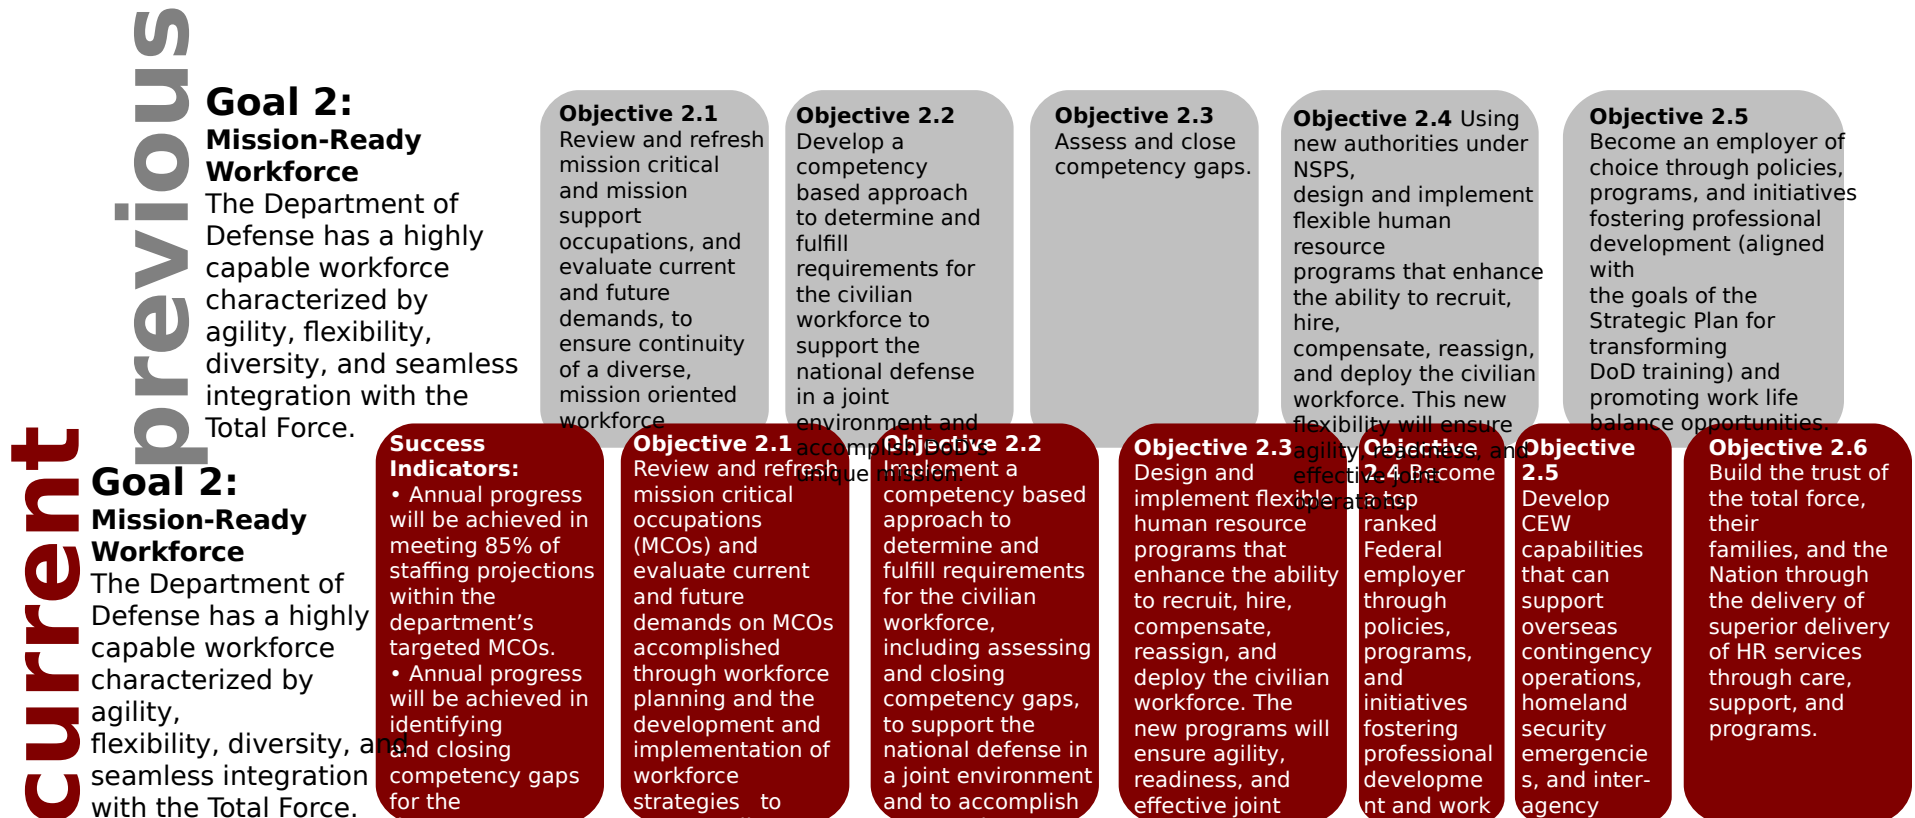 previous
Goal 2:
Mission-Ready
Workforce
The Department of
Defense has a highly
capable workforce
characterized by
agility, flexibility,
diversity, and seamless
integration with the
Total Force.
Objective 2.1
Review and refresh
mission critical
and mission
support
occupations, and
evaluate current
and future
demands, to
ensure continuity
of a diverse,
mission oriented
workforce
Objective 2.2
Develop a
competency
based approach
to determine and
fulfill
requirements for
the civilian
workforce to
support the
national defense
in a joint
environment and
accomplish DoD's
unique mission.
Objective 2.3
Assess and close
competency gaps.
Objective 2.4 Using
new authorities under
NSPS,
design and implement
flexible human
resource
programs that enhance
the ability to recruit,
hire,
compensate, reassign,
and deploy the civilian
workforce. This new
flexibility will ensure
agility, readiness, and
effective joint
operations.
Objective 2.5
Become an employer of
choice through policies,
programs, and initiatives
fostering professional
development (aligned
with
the goals of the
Strategic Plan for
transforming
DoD training) and
promoting work life
balance opportunities.
current
Goal 2:
Mission-Ready
Workforce
The Department of
Defense has a highly
capable workforce
characterized by
agility,
flexibility, diversity, and
seamless integration
with the Total Force.
Success
Indicators:
• Annual progress
will be achieved in
meeting 85% of
staffing projections
within the
department’s
targeted MCOs.
• Annual progress
will be achieved in
identifying
and closing
competency gaps
for the
Objective 2.1
Review and refresh
mission critical
occupations
(MCOs) and
evaluate current
and future
demands on MCOs
accomplished
through workforce
planning and the
development and
implementation of
workforce
strategies to
Objective 2.2
Implement a
competency based
approach to
determine and
fulfill requirements
for the civilian
workforce,
including assessing
and closing
competency gaps,
to support the
national defense in
a joint environment
and to accomplish
Objective 2.3
Design and
implement flexible
human resource
programs that
enhance the ability
to recruit, hire,
compensate,
reassign, and
deploy the civilian
workforce. The
new programs will
ensure agility,
readiness, and
effective joint
Objective
2.4 Become
a top
ranked
Federal
employer
through
policies,
programs,
and
initiatives
fostering
professional
developme
nt and work
Objective
2.5
Develop
CEW
capabilities
that can
support
overseas
contingency
operations,
homeland
security
emergencie
s, and inter-
agency
Objective 2.6
Build the trust of
the total force,
their
families, and the
Nation through
the delivery of
superior delivery
of HR services
through care,
support, and
programs.